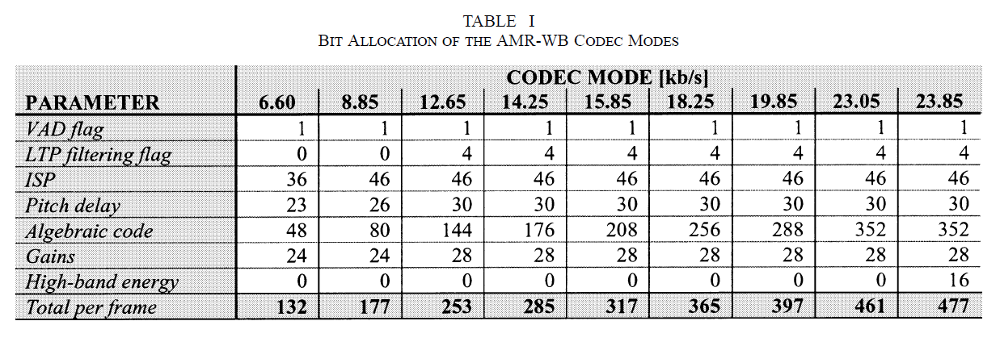 TABLE I
BIT ALLOCATION OF THE AMR-WB CODEC MODES
CODEC MODE [kb/s]
PARAMETER 6.60 8.85 12.65 14.25 15.85 18.25 19.85 23.05 23.85
VAD flag 1 1 1 1 1 1 1 1 1
LTP filtering flag 0 0 4 4 4 4 4 4 4
ISP 36 46 46 46 46 46 46 46 46
Pitch delay 23 26 30 30 30 30 30 30 30
Algebraic code 48 80 144 176 208 256 288 352 352
Gains 24 24 28 28 28 28 28 28 28
High-band energy 0 0 0 0 0 0 0 0 16
Total per frame 132 177 253 285 317 365 397 461 477